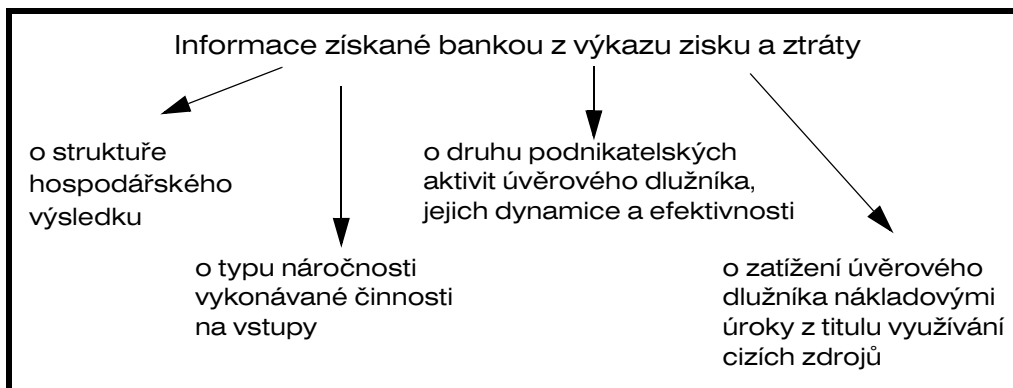 Informace získané bankou z výkazu zisku a ztráty
o struktuře
hospodářského
výsledku
o druhu podnikatelských
aktivit úvěrového dlužníka,
jejich dynamice a efektivnosti
o typu náročnosti
vykonávané činnosti
na vstupy
o zatížení úvěrového
dlužníka nákladovými
úroky z titulu využívání
cizích zdrojů